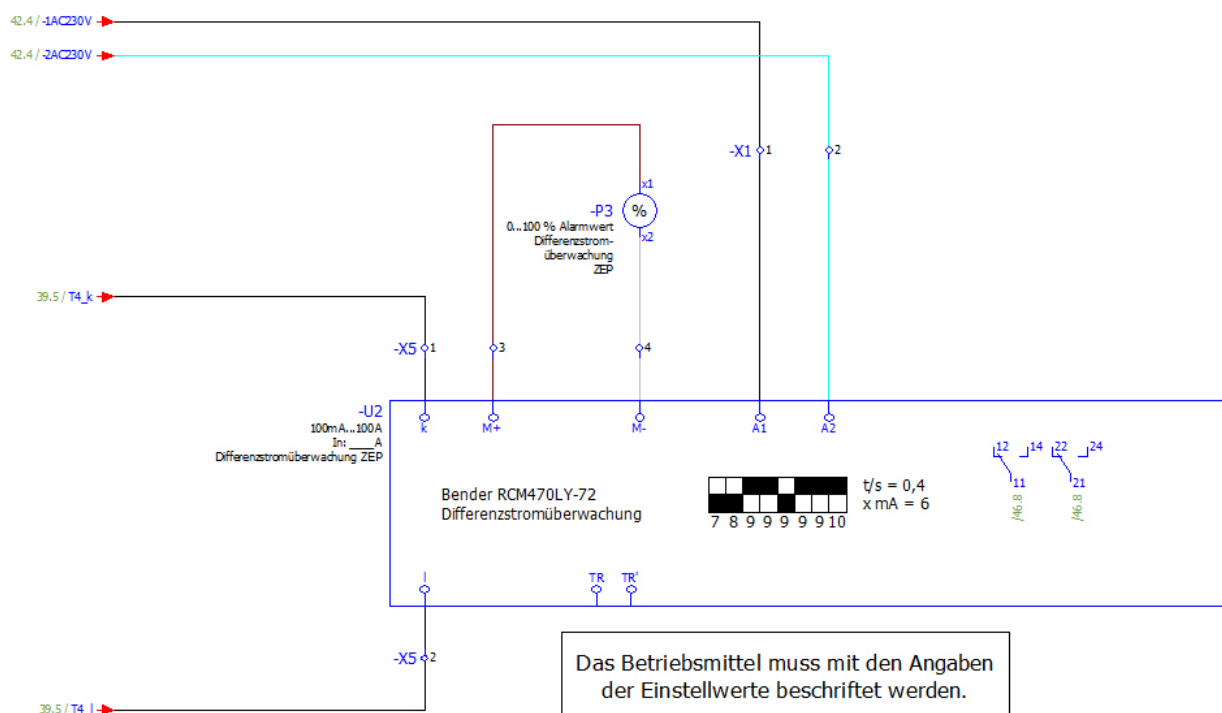 42.4 / -1AC230V
42.4 / -2AC230V
-X1 1 2
x1
-P3 %
x2
0...100 % Alarmwert
Differenzstrom-
überwachung
ZEP
39.5 / T4_k
-X5 1 3 4
-U2
100mA...100A
In: ____A
Differenzstromüberwachung ZEP
k M+ M- A1 A2
12 14 22 24
11 21
/46.8 /46.8
Bender RCM470LY-72
Differenzstromüberwachung
t/s = 0,4
x mA = 6
7 8 9 9 9 9 9 10
l TR TR'
-X5 2
Das Betriebsmittel muss mit den Angaben
der Einstellwerte beschriftet werden.
39.5 / T4_l